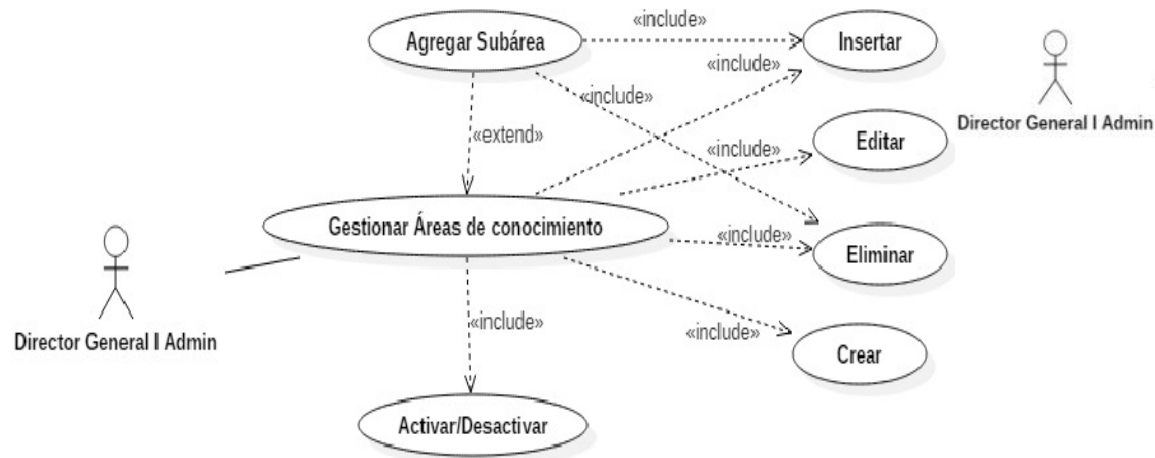 «include»
Agregar Subárea
Insertar
«include»
«include»
Director General I Admin
«extend»
«include»
Editar
Gestionar Áreas de conocimiento
«include»
Eliminar
«include»
«include»
Director General I Admin
Crear
Activar/Desactivar